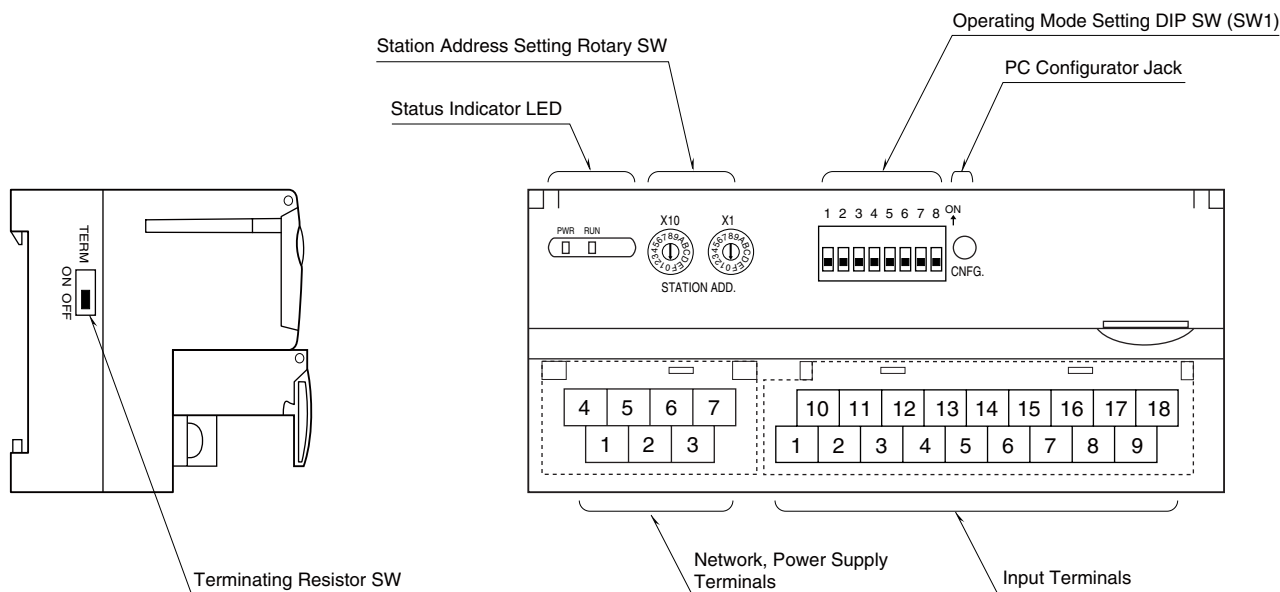 Operating Mode Setting DIP SW (SW1)
Station Address Setting Rotary SW
PC Configurator Jack
Status Indicator LED
TERM
ON OFF
PWR RUN
X10 X1
0123456789ABCDEF 0123456789ABCDEF
STATION ADD.
1 2 3 4 5 6 7 8 ON
CNFG.
4 5 6 7
1 2 3
10 11 12 13 14 15 16 17 18
1 2 3 4 5 6 7 8 9
Terminating Resistor SW
Network, Power Supply
Terminals
Input Terminals